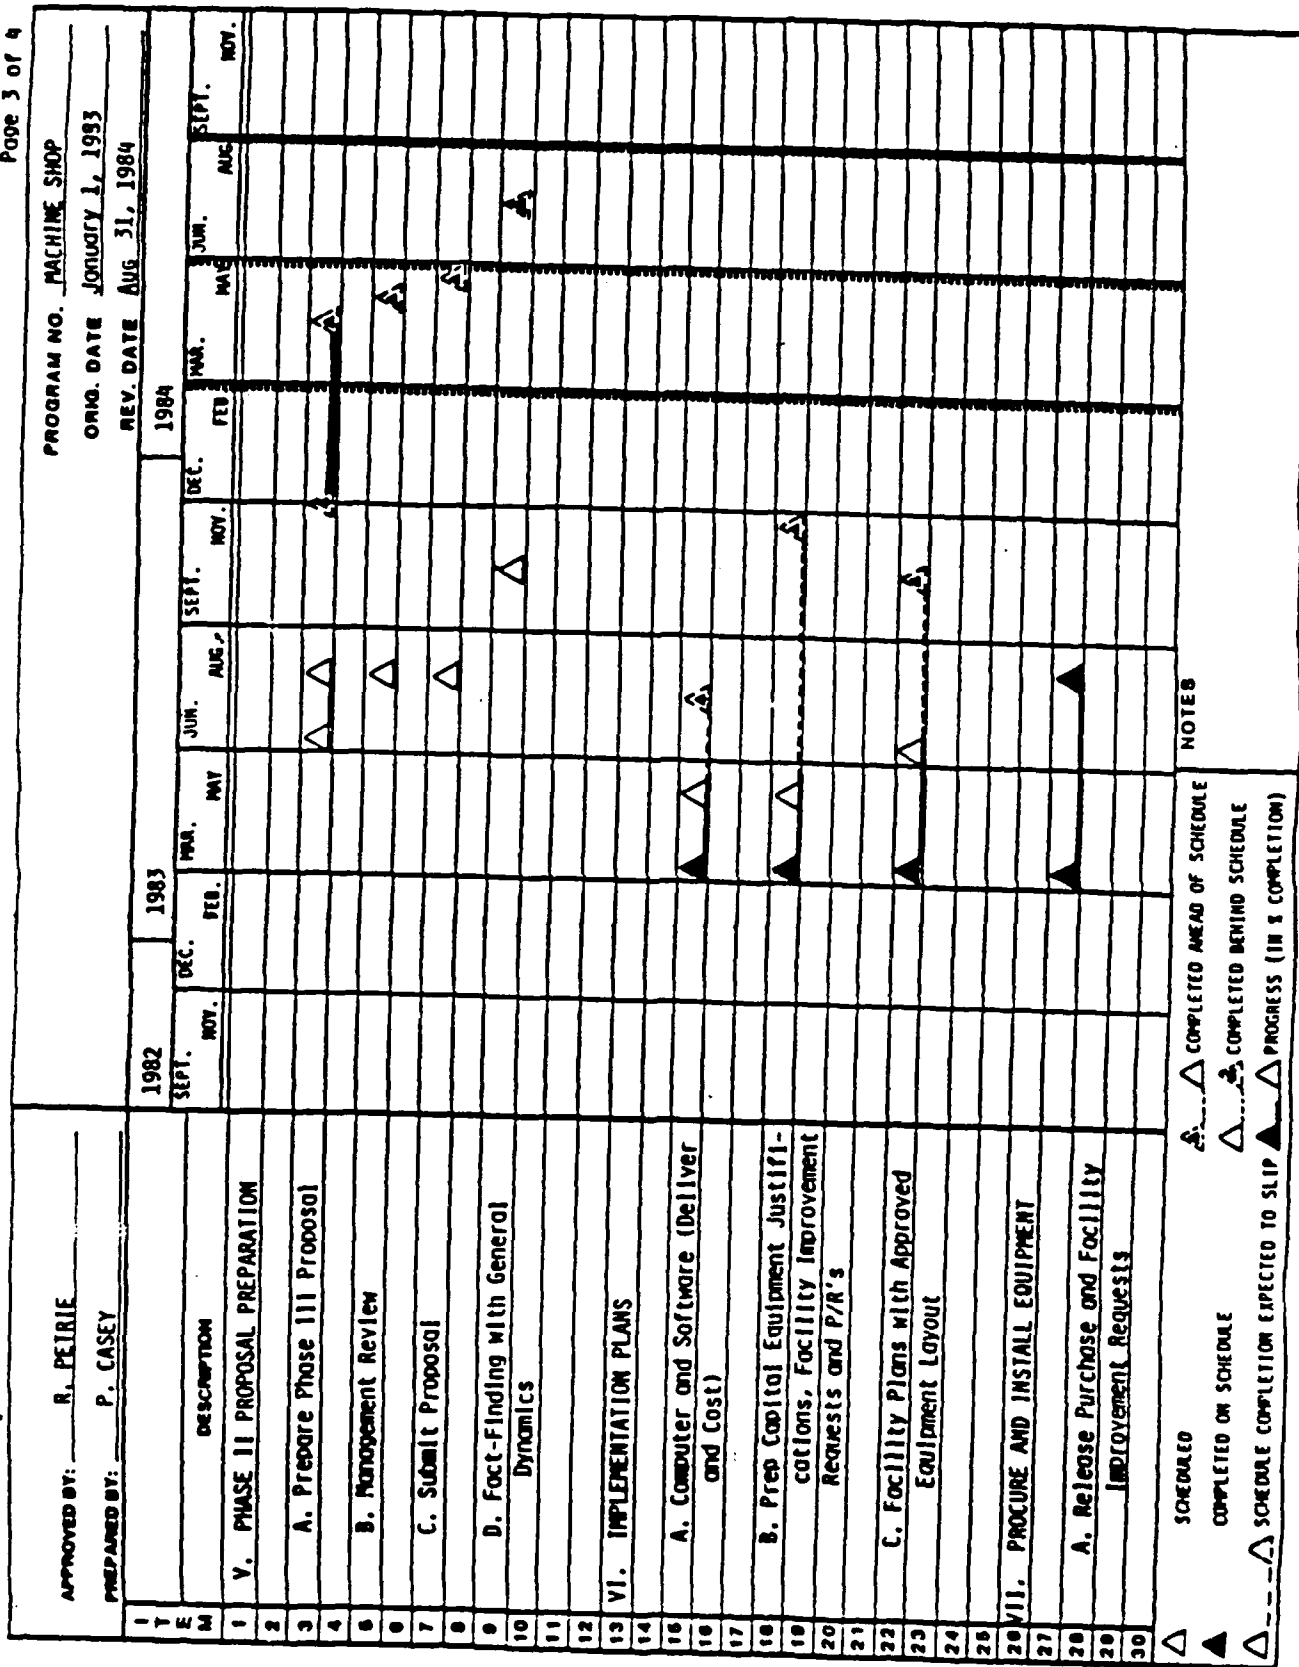 Page 3 of 4
APPROVED BY: R. PETRIE
PREPARED BY: P. CASEY
PROGRAM NO. MACHINE SHOP
ORIG. DATE January 1, 1983
REV. DATE AUG 31, 1984
ITEM
DESCRIPTION
1982 1983 1984
SEPT. NOV. DEC. FEB. MAR. MAY JUN. AUG. SEPT. NOV. DEC. FEB MAR. MAY JUN. AUG SEPT. NOV.
1 V. PHASE II PROPOSAL PREPARATION
2
3 A. Prepare Phase III Proposal
4
5 B. Management Review
6
7 C. Submit Proposal
8
9 D. Fact-Finding with General
10 Dynamics
11
12
13 VI. IMPLEMENTATION PLANS
14
15 A. Computer and Software (Deliver
16 and Cost)
17
18 B. Prep Capital Equipment Justifi-
19 cations, Facility Improvement
20 Requests and P/R's
21
22 C. Facility Plans with Approved
23 Equipment Layout
24
25
26 VII. PROCURE AND INSTALL EQUIPMENT
27
28 A. Release Purchase and Facility
29 Improvement Requests
30
SCHEDULED
COMPLETED ON SCHEDULE
SCHEDULE COMPLETION EXPECTED TO SLIP
COMPLETED AHEAD OF SCHEDULE
COMPLETED BEHIND SCHEDULE
PROGRESS (IN % COMPLETION)
NOTES